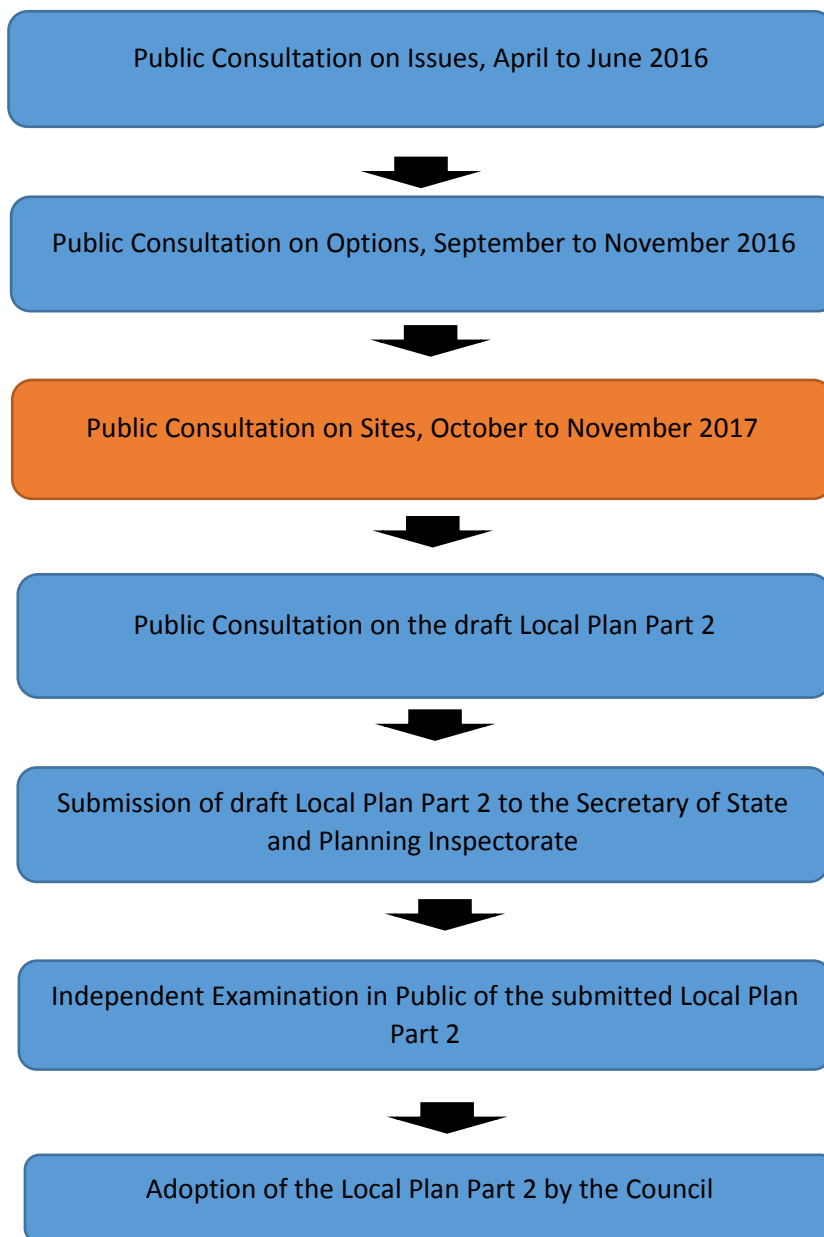 Public Consultation on Issues, April to June 2016
Public Consultation on Options, September to November 2016
Public Consultation on Sites, October to November 2017
Public Consultation on the draft Local Plan Part 2
Submission of draft Local Plan Part 2 to the Secretary of State
and Planning Inspectorate
Independent Examination in Public of the submitted Local Plan
Part 2
Adoption of the Local Plan Part 2 by the Council